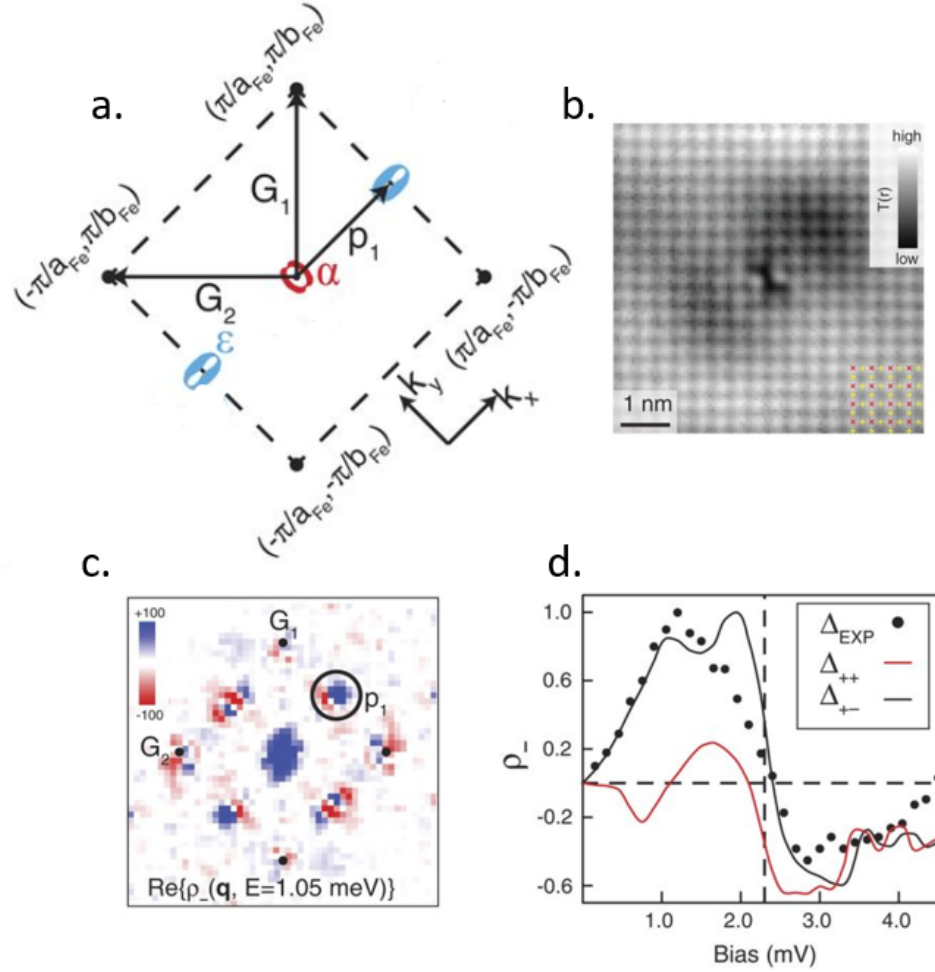 a.
(π/a_Fe,π/b_Fe)
(-π/a_Fe,π/b_Fe)
G_1
p_1
α
G_2
ε
(π/a_Fe,-π/b_Fe)
k_y
k_x
(-π/a_Fe,-π/b_Fe)
b.
high
T(r)
low
1 nm
c.
+100
-100
G_1
p_1
G_2
Re{ρ_-(q, E=1.05 meV)}
d.
1.0
0.6
0.2
-0.2
-0.6
ρ_-
Δ_EXP
Δ_++
Δ_+-
1.0 2.0 3.0 4.0
Bias (mV)